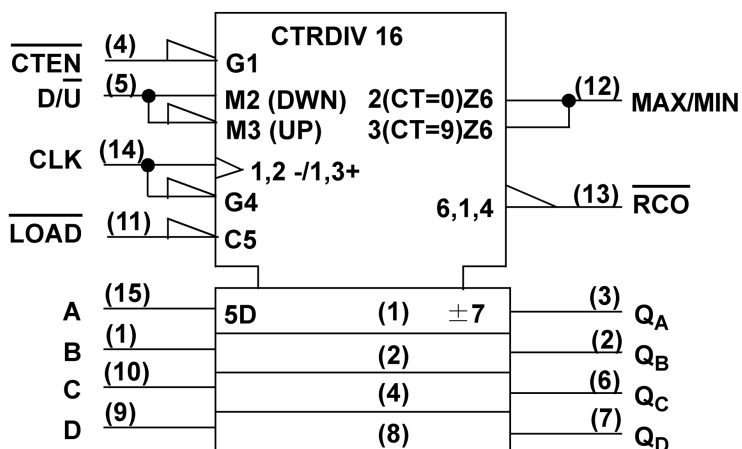 CTRDIV 16
CTEN (4) G1
D/U (5) M2 (DWN) 2(CT=0)Z6 (12) MAX/MIN
M3 (UP) 3(CT=9)Z6
CLK (14) 1,2 -/1,3+
G4 6,1,4 (13) RCO
LOAD (11) C5
A (15) 5D (1) ±7 (3) QA
B (1) (2) (2) QB
C (10) (4) (6) QC
D (9) (8) (7) QD